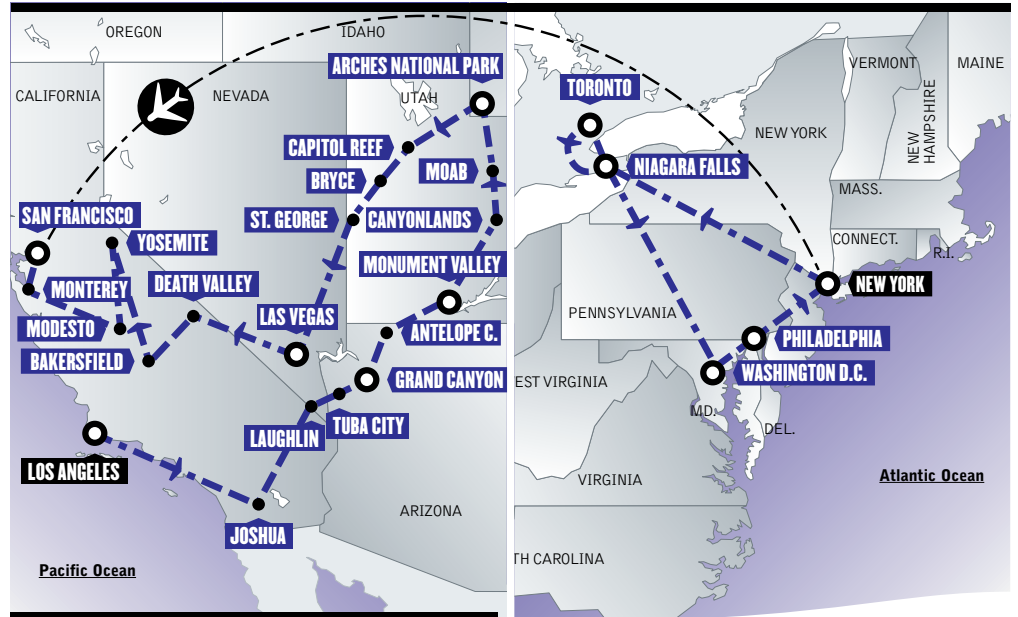 OREGON
IDAHO
ARCHES NATIONAL PARK
CALIFORNIA
NEVADA
UTAH
CAPITOL REEF
BRYCE
MOAB
ST. GEORGE
CANYONLANDS
SAN FRANCISCO
YOSEMITE
MONUMENT VALLEY
DEATH VALLEY
MONTEREY
LAS VEGAS
MODESTO
ANTELOPE C.
BAKERSFIELD
GRAND CANYON
TUBA CITY
LAUGHLIN
LOS ANGELES
ARIZONA
JOSHUA
Pacific Ocean
VERMONT
MAINE
TORONTO
NEW YORK
NEW
HAMPSHIRE
NIAGARA FALLS
MASS.
CONNECT.
R.I.
NEW YORK
PENNSYLVANIA
PHILADELPHIA
WASHINGTON D.C.
EST VIRGINIA
MD.
DEL.
VIRGINIA
Atlantic Ocean
TH CAROLINA